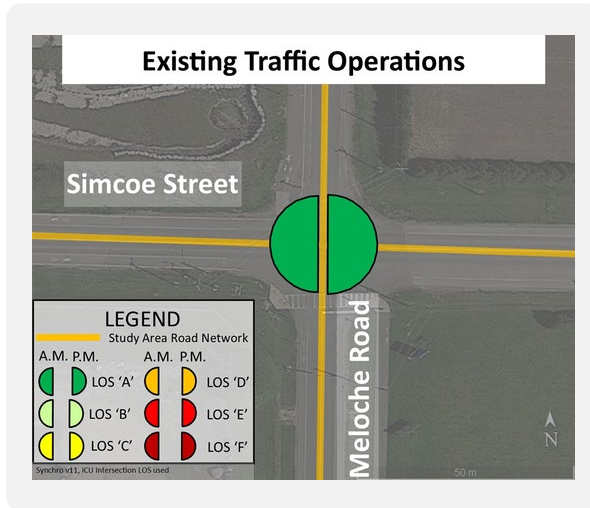 Existing Traffic Operations
Simcoe Street
Meloche Road
LEGEND
Study Area Road Network
A.M. P.M. A.M. P.M.
LOS ‘A’ LOS ‘D’
LOS ‘B’ LOS ‘E’
LOS ‘C’ LOS ‘F’
Synchro v11, ICU Intersection LOS used
N
50 m